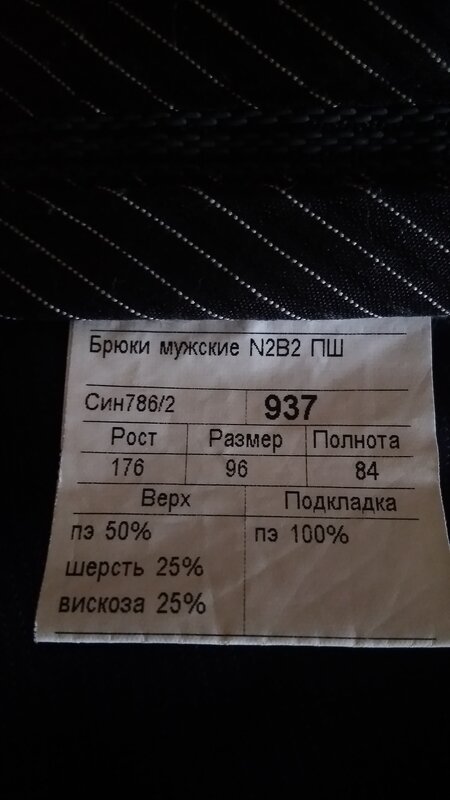 Брюки мужские N2B2 ПШ
Син786/2 937
Рост Размер Полнота
176 96 84
Верх Подкладка
пэ 50% пэ 100%
шерсть 25%
вискоза 25%